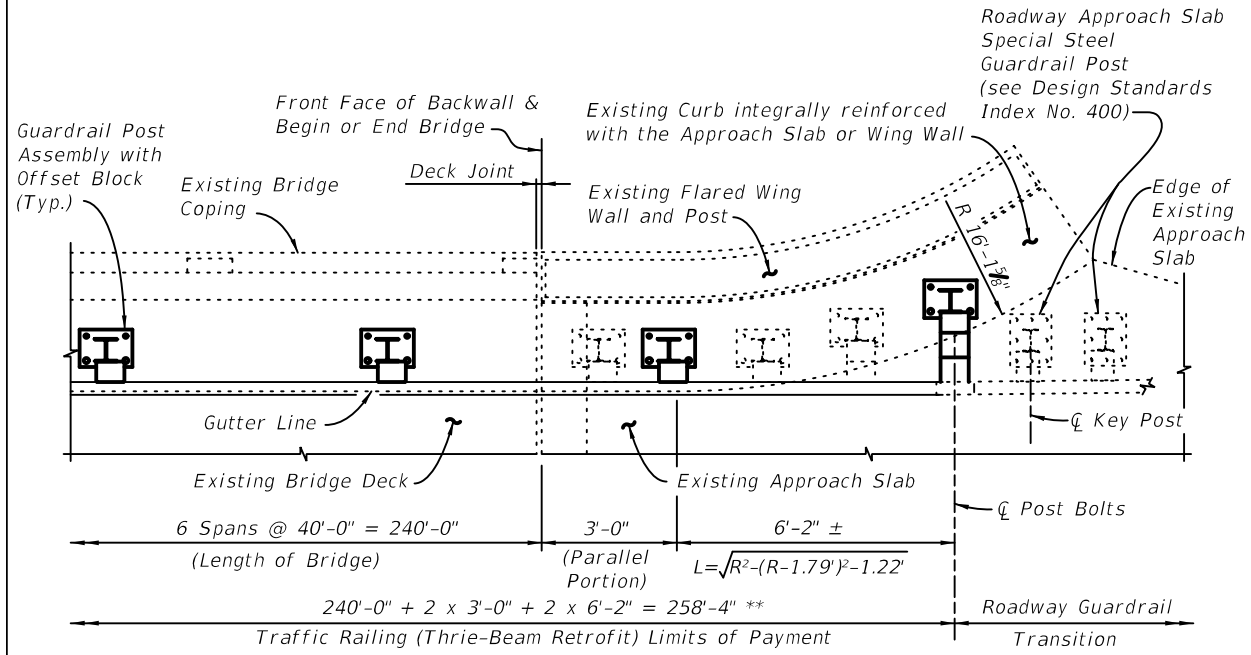 Roadway Approach Slab
Special Steel
Guardrail Post
(see Design Standards
Index No. 400)
Front Face of Backwall &
Begin or End Bridge
Existing Curb integrally reinforced
with the Approach Slab or Wing Wall
Guardrail Post
Assembly with
Offset Block
(Typ.)
Deck Joint
Existing Bridge
Coping
Existing Flared Wing
Wall and Post
R 16'-1⅝"
Edge of
Existing
Approach
Slab
Gutter Line
℄ Key Post
Existing Bridge Deck
Existing Approach Slab
℄ Post Bolts
6 Spans @ 40'-0" = 240'-0"
(Length of Bridge)
3'-0"
(Parallel
Portion)
6'-2" ±
L=√R²-(R-1.79')²-1.22'
240'-0" + 2 x 3'-0" + 2 x 6'-2" = 258'-4" **
Traffic Railing (Thrie-Beam Retrofit) Limits of Payment
Roadway Guardrail
Transition